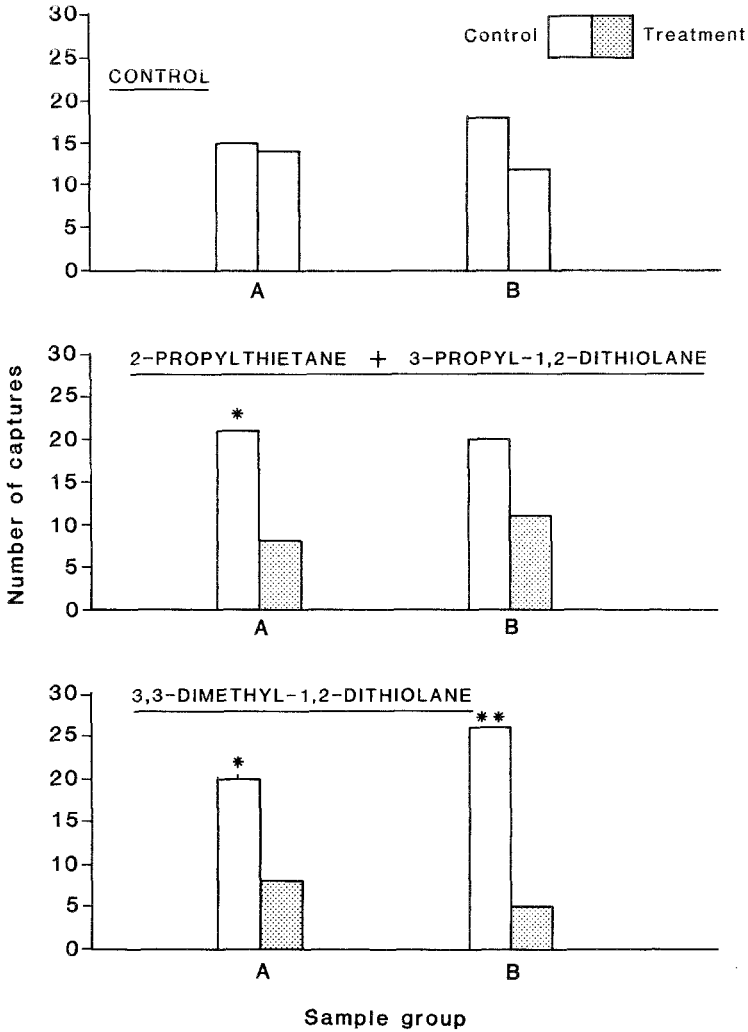 Control Treatment
CONTROL
30
25
20
15
10
5
0
A B
Number of captures
2-PROPYLTHIETANE + 3-PROPYL-1,2-DITHIOLANE
30
25
20
15
10
5
0
*
A B
3,3-DIMETHYL-1,2-DITHIOLANE
30
25
20
15
10
5
0
* **
A B
Sample group